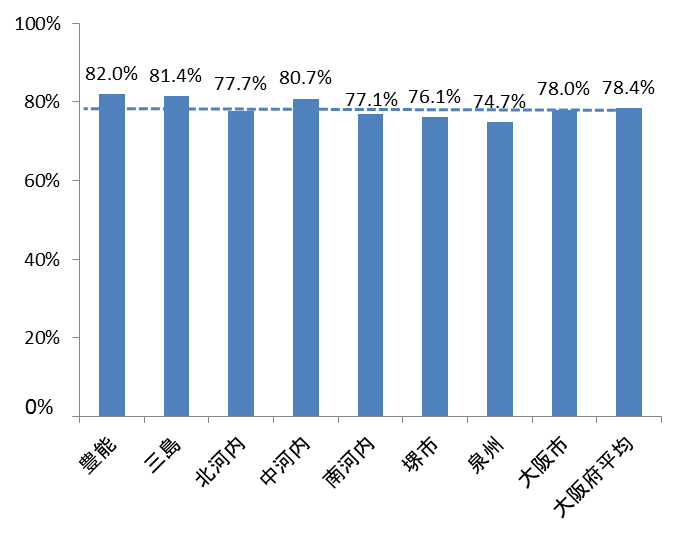 100%
80%
60%
40%
20%
0%
82.0%
81.4%
77.7%
80.7%
77.1%
76.1%
74.7%
78.0%
78.4%
豊能
三島
北河内
中河内
南河内
堺市
泉州
大阪市
大阪府平均